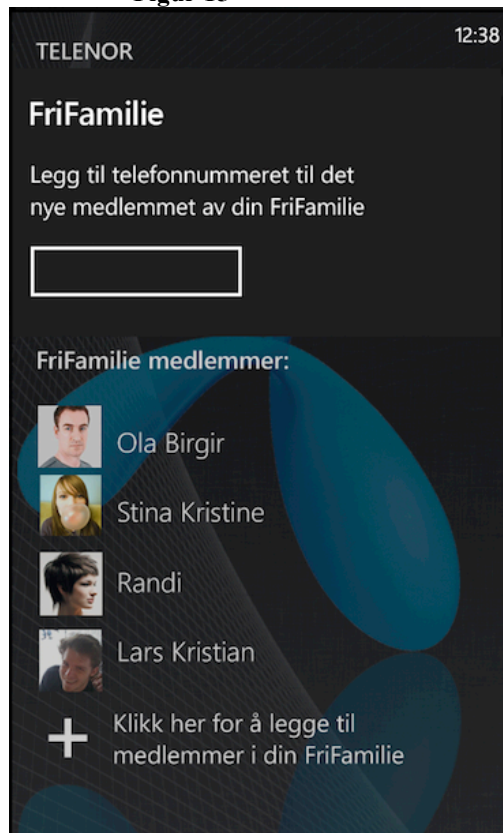 TELENOR
12:38
FriFamilie
Legg til telefonnummeret til det
nye medlemmet av din FriFamilie
FriFamilie medlemmer:
Ola Birgir
Stina Kristine
Randi
Lars Kristian
Klikk her for å legge til
medlemmer i din FriFamilie